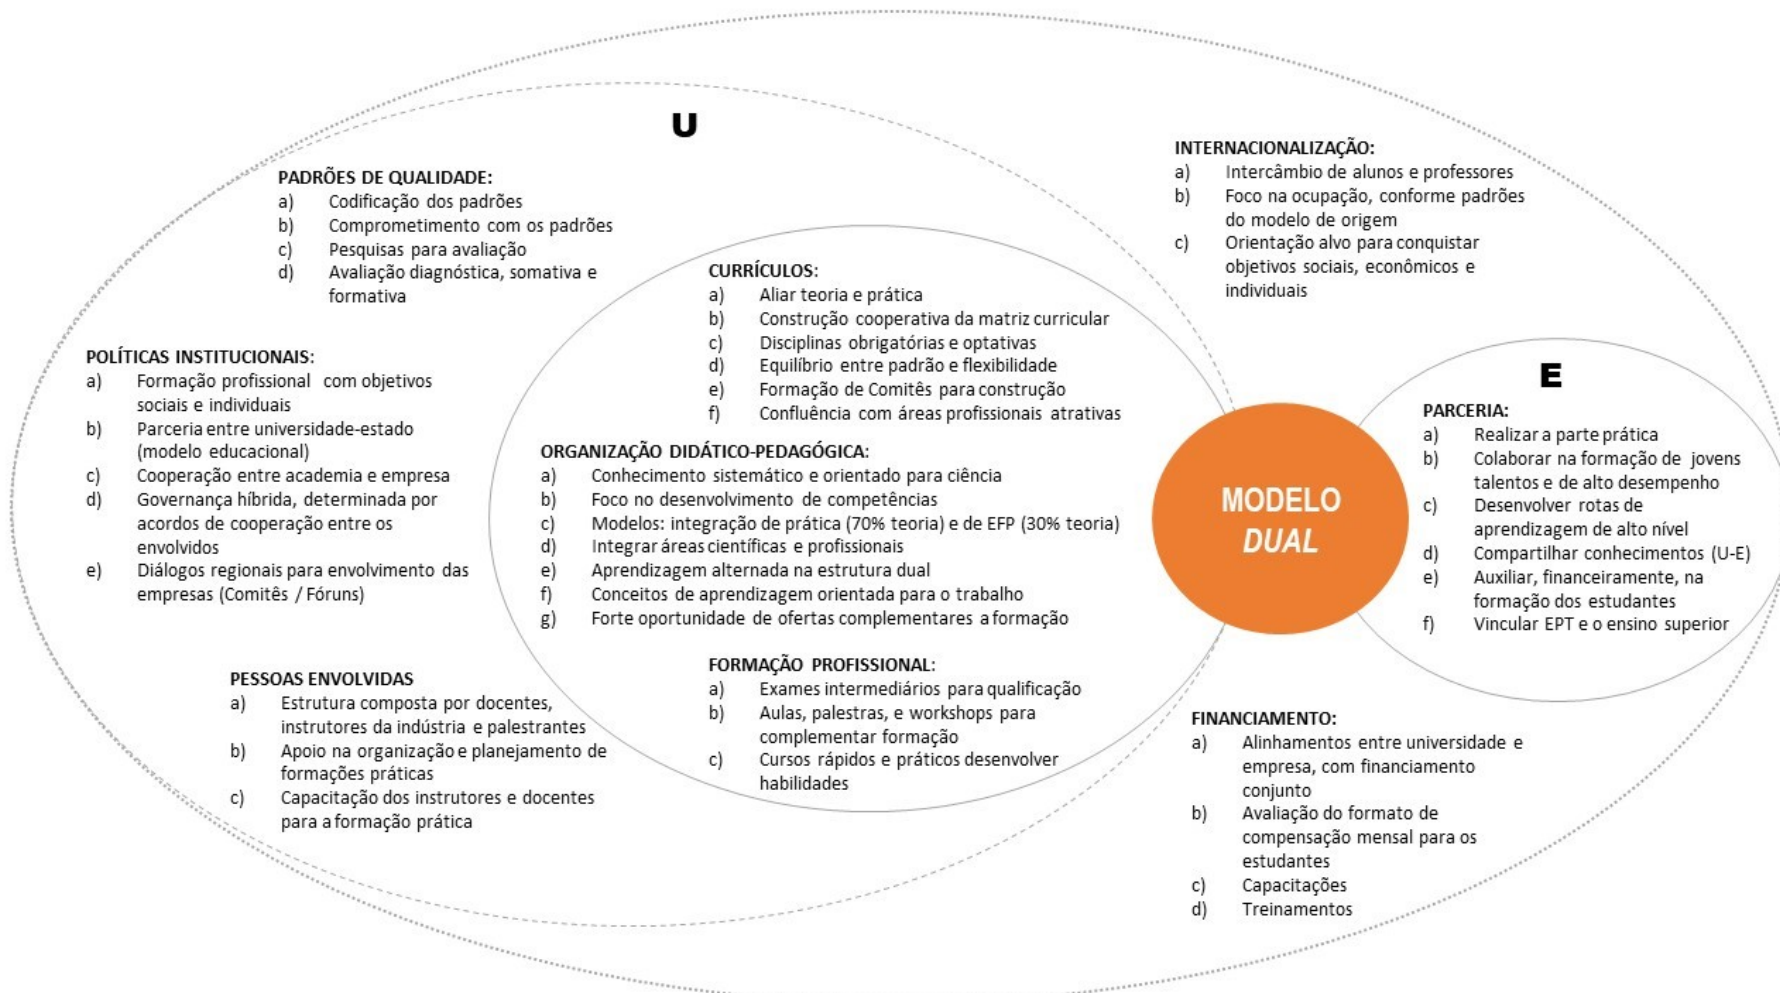 U
PADRÕES DE QUALIDADE:
a) Codificação dos padrões
b) Comprometimento com os padrões
c) Pesquisas para avaliação
d) Avaliação diagnóstica, somativa e
formativa
POLÍTICAS INSTITUCIONAIS:
a) Formação profissional com objetivos
sociais e individuais
b) Parceria entre universidade-estado
(modelo educacional)
c) Cooperação entre academia e empresa
d) Governança híbrida, determinada por
acordos de cooperação entre os
envolvidos
e) Diálogos regionais para envolvimento das
empresas (Comitês / Fóruns)
PESSOAS ENVOLVIDAS
a) Estrutura composta por docentes,
instrutores da indústria e palestrantes
b) Apoio na organização e planejamento de
formações práticas
c) Capacitação dos instrutores e docentes
para a formação prática
CURRÍCULOS:
a) Aliar teoria e prática
b) Construção cooperativa da matriz curricular
c) Disciplinas obrigatórias e optativas
d) Equilíbrio entre padrão e flexibilidade
e) Formação de Comitês para construção
f) Confluência com áreas profissionais atrativas
ORGANIZAÇÃO DIDÁTICO-PEDAGÓGICA:
a) Conhecimento sistemático e orientado para ciência
b) Foco no desenvolvimento de competências
c) Modelos: integração de prática (70% teoria) e de EFP (30% teoria)
d) Integrar áreas científicas e profissionais
e) Aprendizagem alternada na estrutura dual
f) Conceitos de aprendizagem orientada para o trabalho
g) Forte oportunidade de ofertas complementares a formação
FORMAÇÃO PROFISSIONAL:
a) Exames intermediários para qualificação
b) Aulas, palestras, e workshops para
complementar formação
c) Cursos rápidos e práticos desenvolver
habilidades
MODELO
DUAL
INTERNACIONALIZAÇÃO:
a) Intercâmbio de alunos e professores
b) Foco na ocupação, conforme padrões
do modelo de origem
c) Orientação alvo para conquistar
objetivos sociais, econômicos e
individuais
E
PARCERIA:
a) Realizar a parte prática
b) Colaborar na formação de jovens
talentos e de alto desempenho
c) Desenvolver rotas de
aprendizagem de alto nível
d) Compartilhar conhecimentos (U-E)
e) Auxiliar, financeiramente, na
formação dos estudantes
f) Vincular EPT e o ensino superior
FINANCIAMENTO:
a) Alinhamentos entre universidade e
empresa, com financiamento
conjunto
b) Avaliação do formato de
compensação mensal para os
estudantes
c) Capacitações
d) Treinamentos